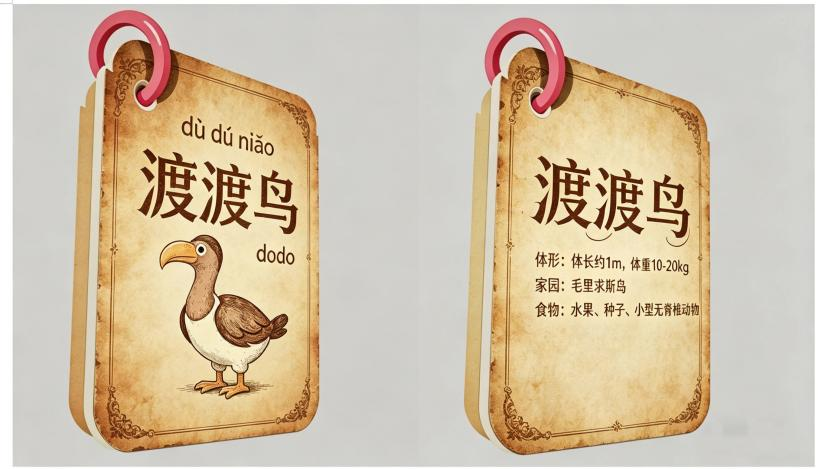 dù dú niǎo
渡渡鸟
dodo
渡渡鸟
体形：体长约1m，体重10-20kg
家园：毛里求斯鸟
食物：水果、种子、小型无脊椎动物